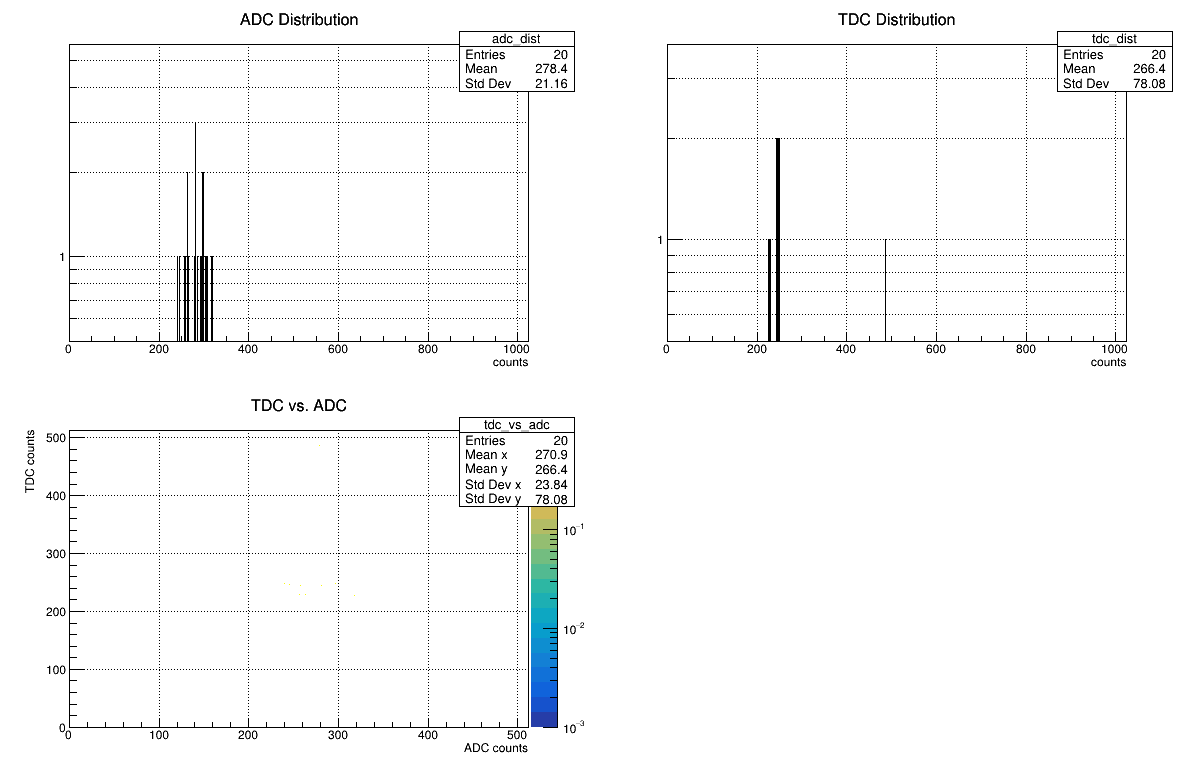 ADC Distribution
adc_dist
Entries 20
Mean 278.4
Std Dev 21.16
1
0 200 400 600 800 1000
counts
TDC Distribution
tdc_dist
Entries 20
Mean 266.4
Std Dev 78.08
1
0 200 400 600 800 1000
counts
TDC vs. ADC
tdc_vs_adc
Entries 20
Mean x 270.9
Mean y 266.4
Std Dev x 23.84
Std Dev y 78.08
TDC counts
500
400
300
200
100
0
0 100 200 300 400 500
ADC counts
10⁻¹
10⁻²
10⁻³